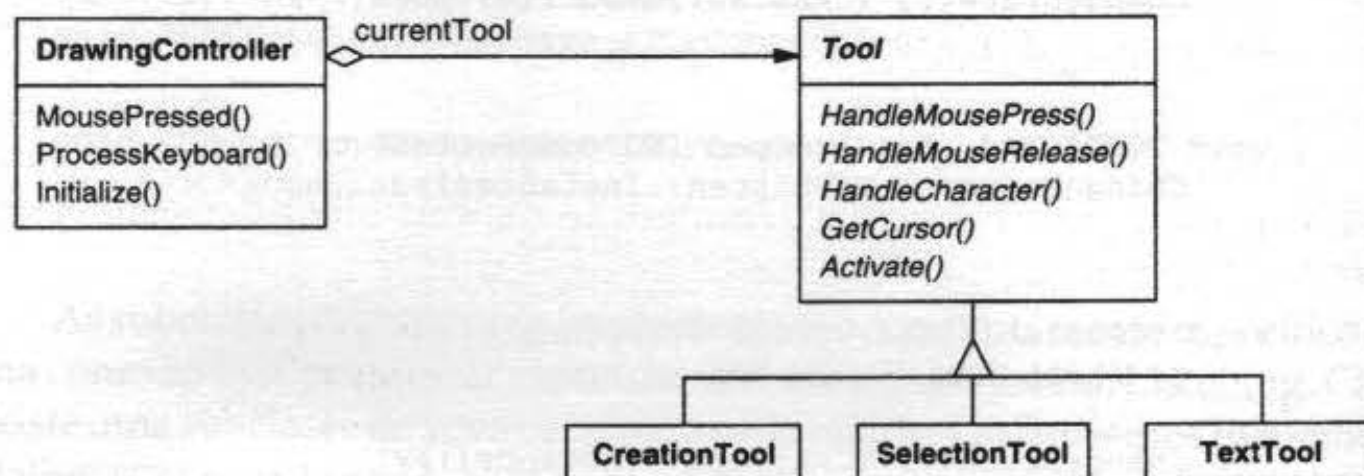 DrawingController
MousePressed()
ProcessKeyboard()
Initialize()
currentTool
Tool
HandleMousePress()
HandleMouseRelease()
HandleCharacter()
GetCursor()
Activate()
CreationTool
SelectionTool
TextTool